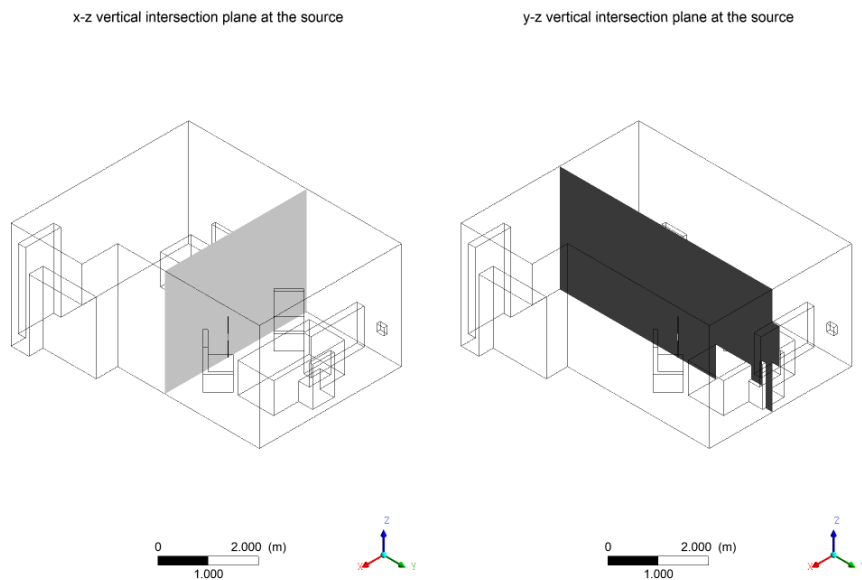 x-z vertical intersection plane at the source
y-z vertical intersection plane at the source
0 2.000 (m)
1.000
Z
X
Y
0 2.000 (m)
1.000
Z
X